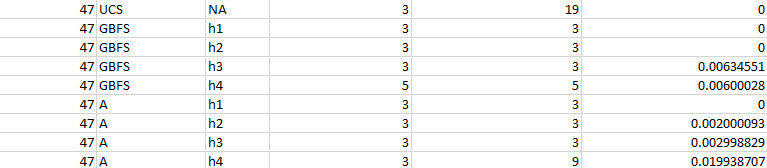 47 UCS NA 3 19 0
47 GBFS h1 3 3 0
47 GBFS h2 3 3 0
47 GBFS h3 3 3 0.00634551
47 GBFS h4 5 5 0.00600028
47 A h1 3 3 0
47 A h2 3 3 0.002000093
47 A h3 3 3 0.002998829
47 A h4 3 9 0.019938707